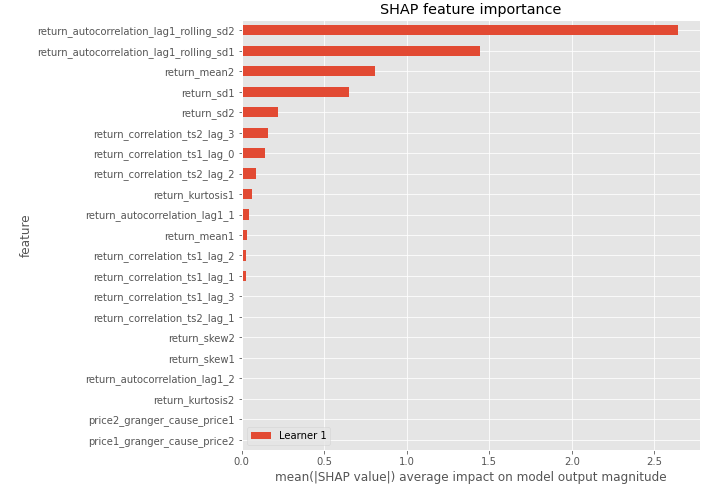 SHAP feature importance
return_autocorrelation_lag1_rolling_sd2
return_autocorrelation_lag1_rolling_sd1
return_mean2
return_sd1
return_sd2
return_correlation_ts2_lag_3
return_correlation_ts1_lag_0
return_correlation_ts2_lag_2
return_kurtosis1
return_autocorrelation_lag1_1
return_mean1
return_correlation_ts1_lag_2
return_correlation_ts1_lag_1
return_correlation_ts1_lag_3
return_correlation_ts2_lag_1
return_skew2
return_skew1
return_autocorrelation_lag1_2
return_kurtosis2
price2_granger_cause_price1
price1_granger_cause_price2
feature
Learner 1
0.0 0.5 1.0 1.5 2.0 2.5
mean(|SHAP value|) average impact on model output magnitude